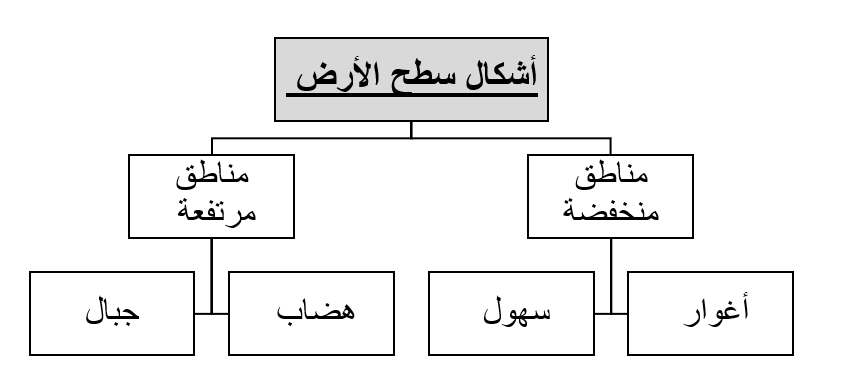 أشكال سطح الأرض
مناطق
منخفضة
مناطق
مرتفعة
أغوار
سهول
هضاب
جبال